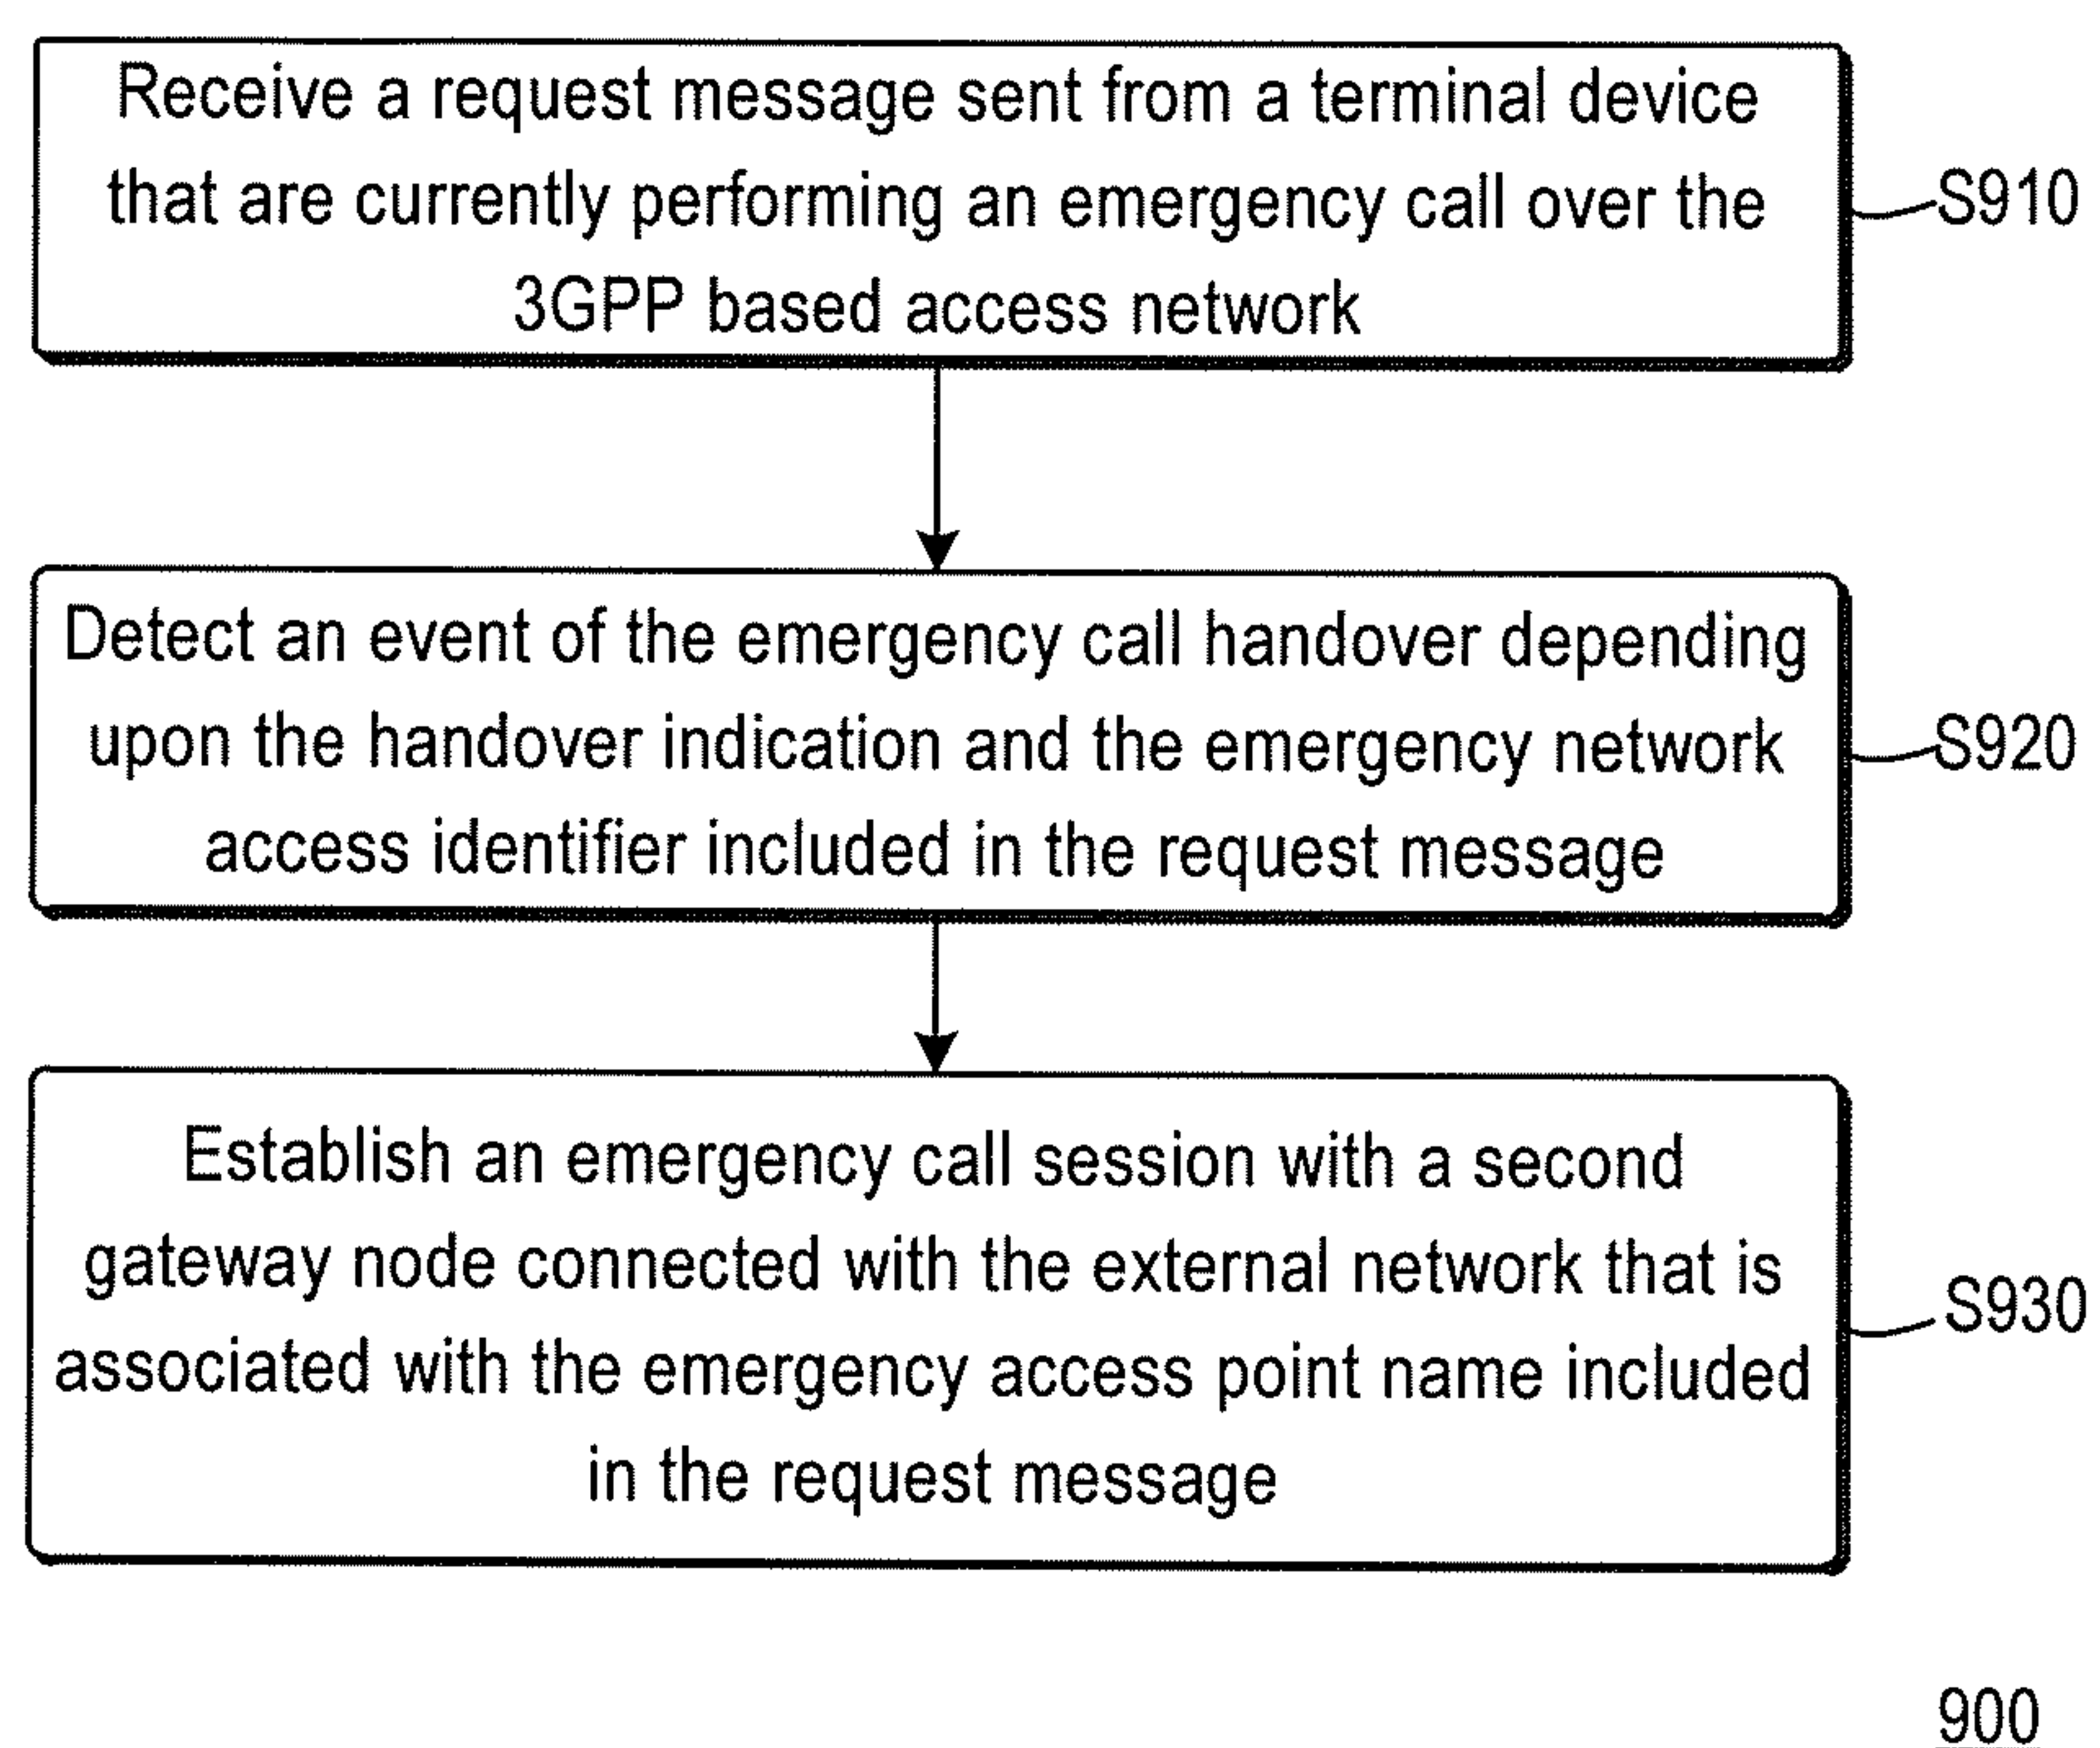 Receive a request message sent from a terminal device
that are currently performing an emergency call over the
3GPP based access network
S910
Detect an event of the emergency call handover depending
upon the handover indication and the emergency network
access identifier included in the request message
S920
Establish an emergency call session with a second
gateway node connected with the external network that is
associated with the emergency access point name included
in the request message
S930
900